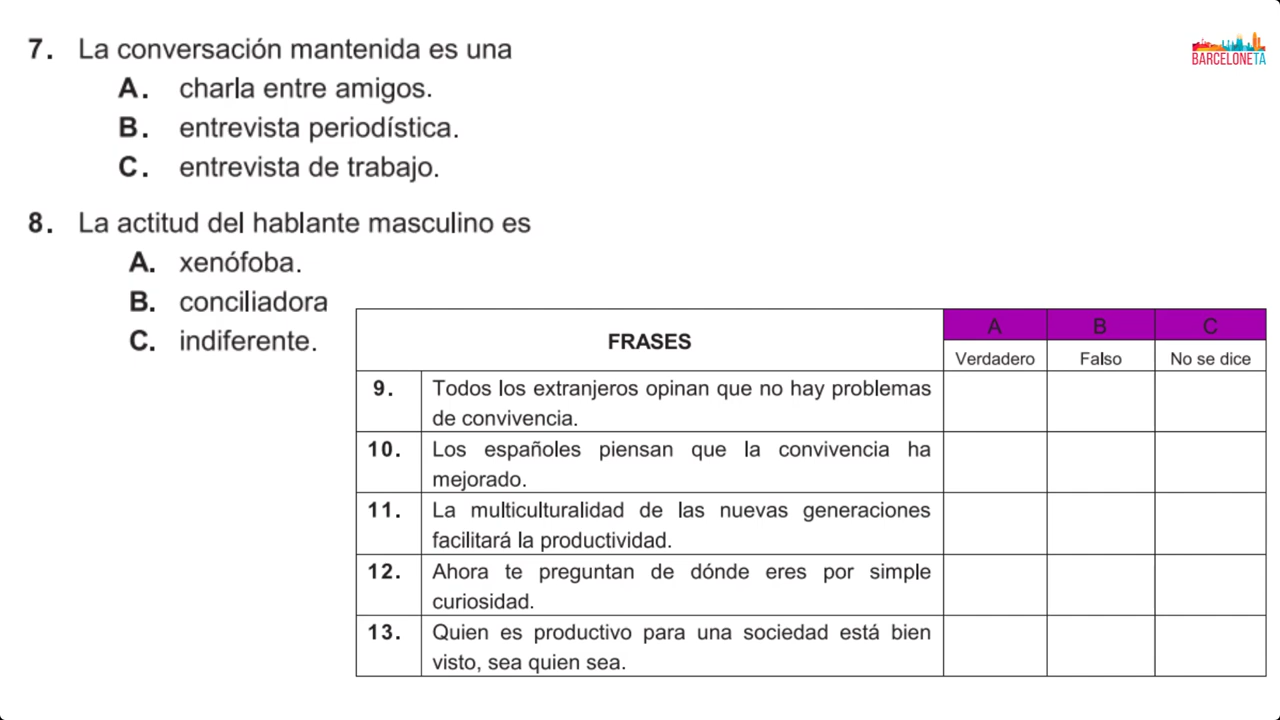 BARCELONETA
7. La conversación mantenida es una
A. charla entre amigos.
B. entrevista periodística.
C. entrevista de trabajo.
8. La actitud del hablante masculino es
A. xenófoba.
B. conciliadora
C. indiferente.
FRASES
A B C
Verdadero Falso No se dice
9. Todos los extranjeros opinan que no hay problemas
de convivencia.
10. Los españoles piensan que la convivencia ha
mejorado.
11. La multiculturalidad de las nuevas generaciones
facilitará la productividad.
12. Ahora te preguntan de dónde eres por simple
curiosidad.
13. Quien es productivo para una sociedad está bien
visto, sea quien sea.